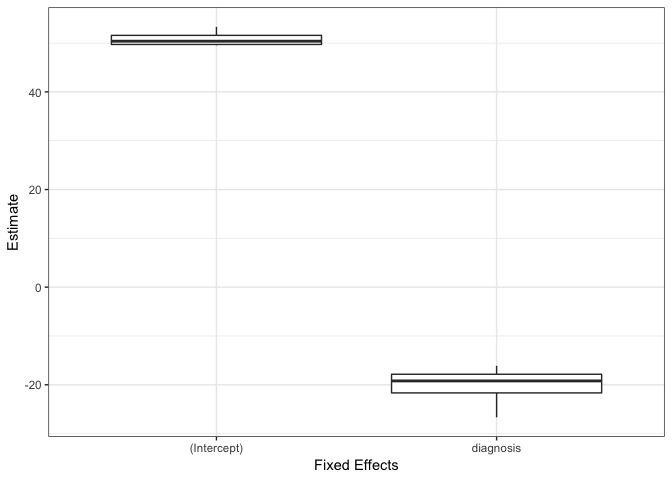 40
20
0
-20
Estimate
(Intercept)
diagnosis
Fixed Effects